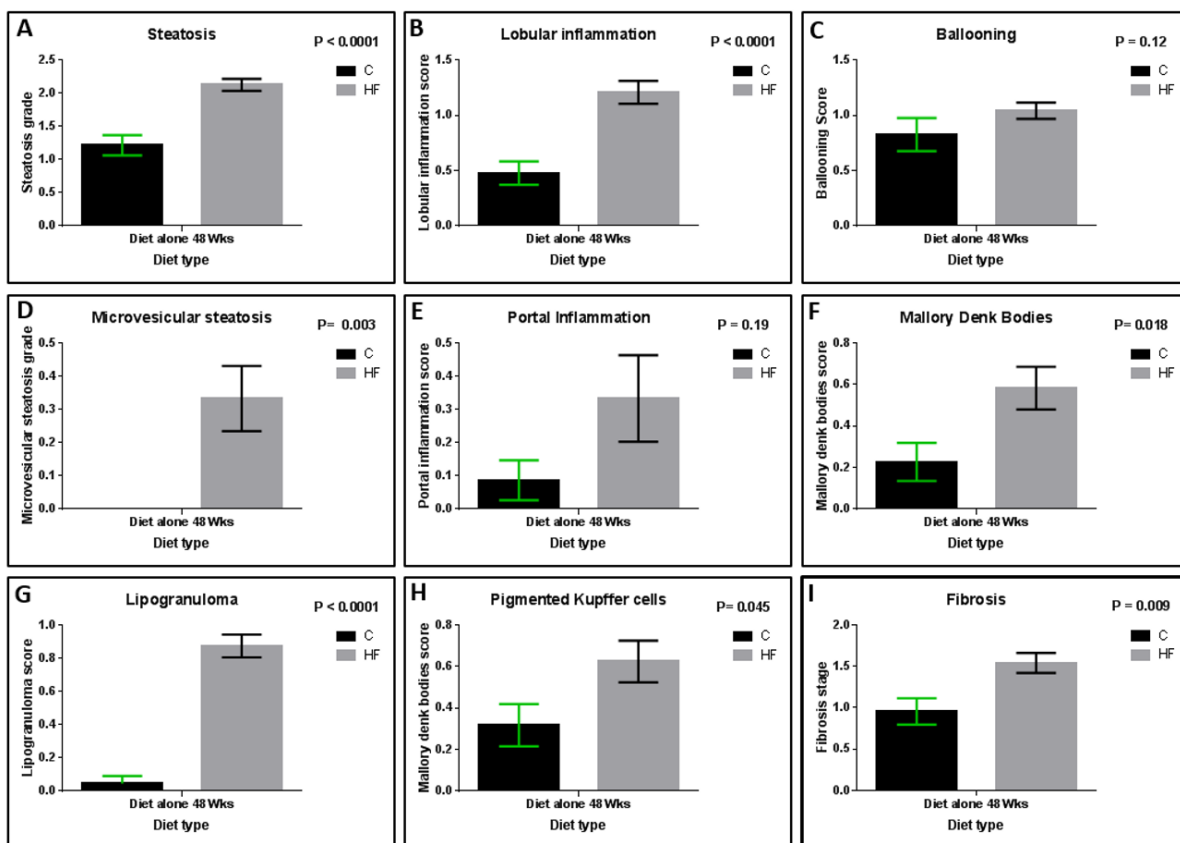 A
Steatosis
P < 0.0001
C
HF
Steatosis grade
2.5
2.0
1.5
1.0
0.5
0.0
Diet alone 48 Wks
Diet type
B
Lobular inflammation
P < 0.0001
C
HF
Lobular inflammation score
1.5
1.0
0.5
0.0
Diet alone 48 Wks
Diet type
C
Ballooning
P = 0.12
C
HF
Ballooning Score
1.5
1.0
0.5
0.0
Diet alone 48 Wks
Diet type
D
Microvesicular steatosis
P= 0.003
C
HF
Microvesicular steatosis grade
0.5
0.4
0.3
0.2
0.1
0.0
Diet alone 48 Wks
Diet type
E
Portal Inflammation
P = 0.19
C
HF
Portal inflammation score
0.5
0.4
0.3
0.2
0.1
0.0
Diet alone 48 Wks
Diet type
F
Mallory Denk Bodies
P= 0.018
C
HF
Mallory denk bodies score
0.8
0.6
0.4
0.2
0.0
Diet alone 48 Wks
Diet type
G
Lipogranuloma
P < 0.0001
C
HF
Lipogranuloma score
1.0
0.8
0.6
0.4
0.2
0.0
Diet alone 48 Wks
Diet type
H
Pigmented Kupffer cells
P= 0.045
C
HF
Mallory denk bodies score
0.8
0.6
0.4
0.2
0.0
Diet alone 48 Wks
Diet type
I
Fibrosis
P = 0.009
C
HF
Fibrosis stage
2.0
1.5
1.0
0.5
0.0
Diet alone 48 Wks
Diet type